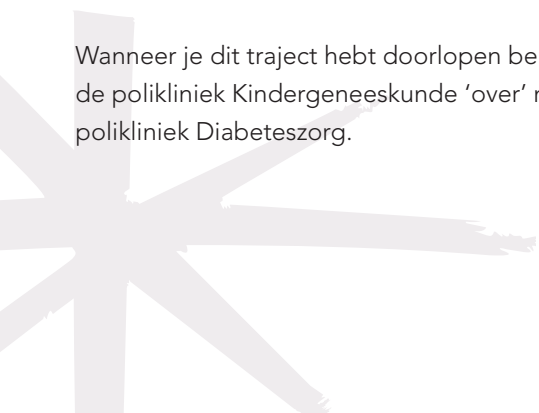 Wanneer je dit traject hebt doorlopen be
de polikliniek Kindergeneeskunde ‘over’
polikliniek Diabeteszorg.